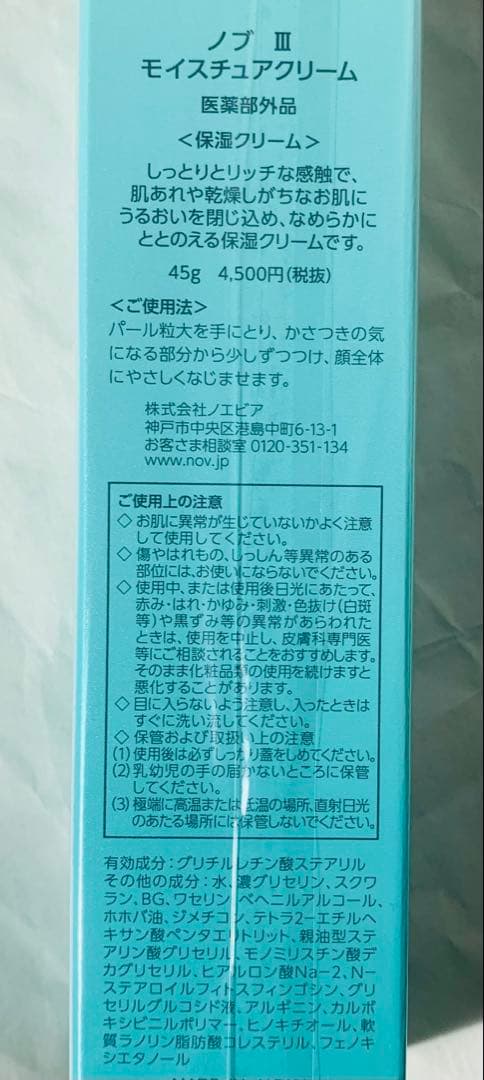 ノブ Ⅲ
モイスチュアクリーム
医薬部外品
＜保湿クリーム＞
しっとりとリッチな感触で、
肌あれや乾燥しがちなお肌に
うるおいを閉じ込め、なめらかに
ととのえる保湿クリームです。
45g 4,500円(税抜)
＜ご使用法＞
パール粒大を手にとり、かさつきの気
になる部分から少しずつつけ、顔全体
にやさしくなじませます。
株式会社ノエビア
神戸市中央区港島中町6-13-1
お客さま相談室 0120-351-134
www.nov.jp
ご使用上の注意
◇お肌に異常が生じていないかよく注意
して使用してください。
◇傷やはれもの、しっしん等異常のある
部位には、お使いにならないでください。
◇使用中、または使用後日光にあたって、
赤み・はれ・かゆみ・刺激・色抜け(白斑
等)や黒ずみ等の異常があらわれた
ときは、使用を中止し、皮膚科専門医
等にご相談されることをおすすめします。
そのまま化粧品類の使用を続けますと
悪化することがあります。
◇目に入らないよう注意し、入ったときは
すぐに洗い流してください。
◇保管および取扱い上の注意
(1)使用後は必ずしっかり蓋をしめてください。
(2)乳幼児の手の届かないところに保管
してください。
(3)極端に高温または低温の場所、直射日光
のあたる場所には保管しないでください。
有効成分：グリチルレチン酸ステアリル
その他の成分：水、濃グリセリン、スクワ
ラン、BG、ワセリン、ベヘニルアルコール、
ホホバ油、ジメチコン、テトラ2-エチルヘ
キサン酸ペンタエリトリット、親油型ステ
アリン酸グリセリル、モノミリスチン酸デ
カグリセリル、ヒアルロン酸Na-2、N-
ステアロイルフィトスフィンゴシン、グリ
セリルグルコシド液、アルギニン、カルボ
キシビニルポリマー、ヒノキチオール、軟
質ラノリン脂肪酸コレステリル、フェノキ
シエタノール